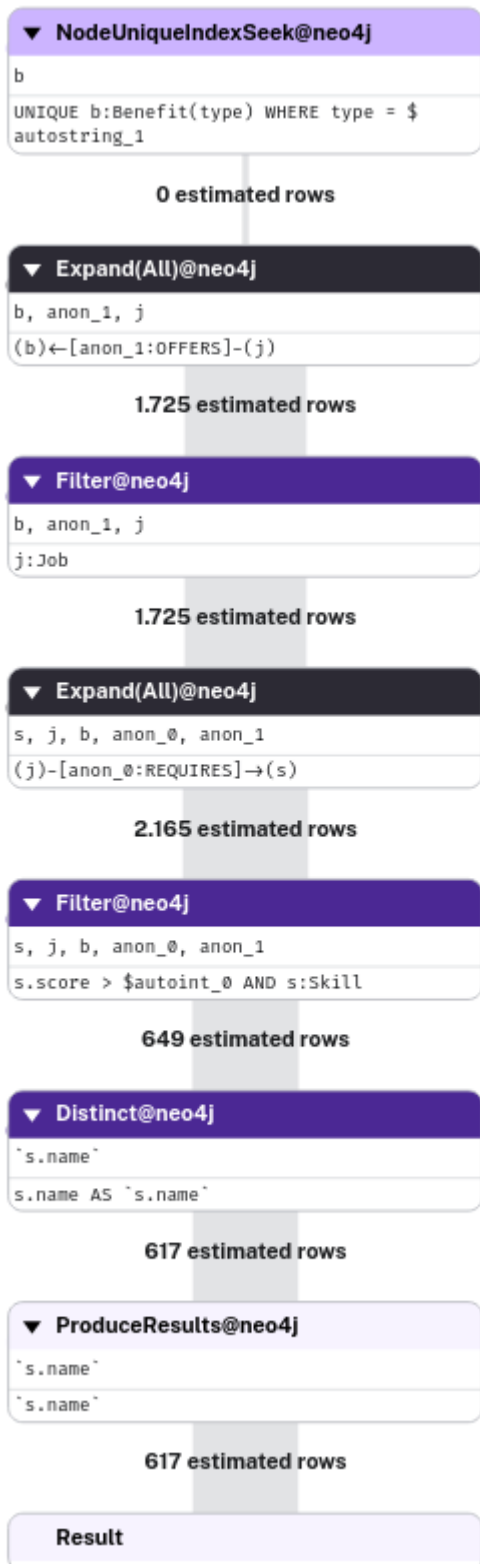 NodeUniqueIndexSeek@neo4j
b
UNIQUE b:Benefit(type) WHERE type = $
autostring_1
0 estimated rows
Expand(All)@neo4j
b, anon_1, j
(b)←[anon_1:OFFERS]-(j)
1.725 estimated rows
Filter@neo4j
b, anon_1, j
j:Job
1.725 estimated rows
Expand(All)@neo4j
s, j, b, anon_0, anon_1
(j)-[anon_0:REQUIRES]→(s)
2.165 estimated rows
Filter@neo4j
s, j, b, anon_0, anon_1
s.score > $autoint_0 AND s:Skill
649 estimated rows
Distinct@neo4j
`s.name`
s.name AS `s.name`
617 estimated rows
ProduceResults@neo4j
`s.name`
`s.name`
617 estimated rows
Result